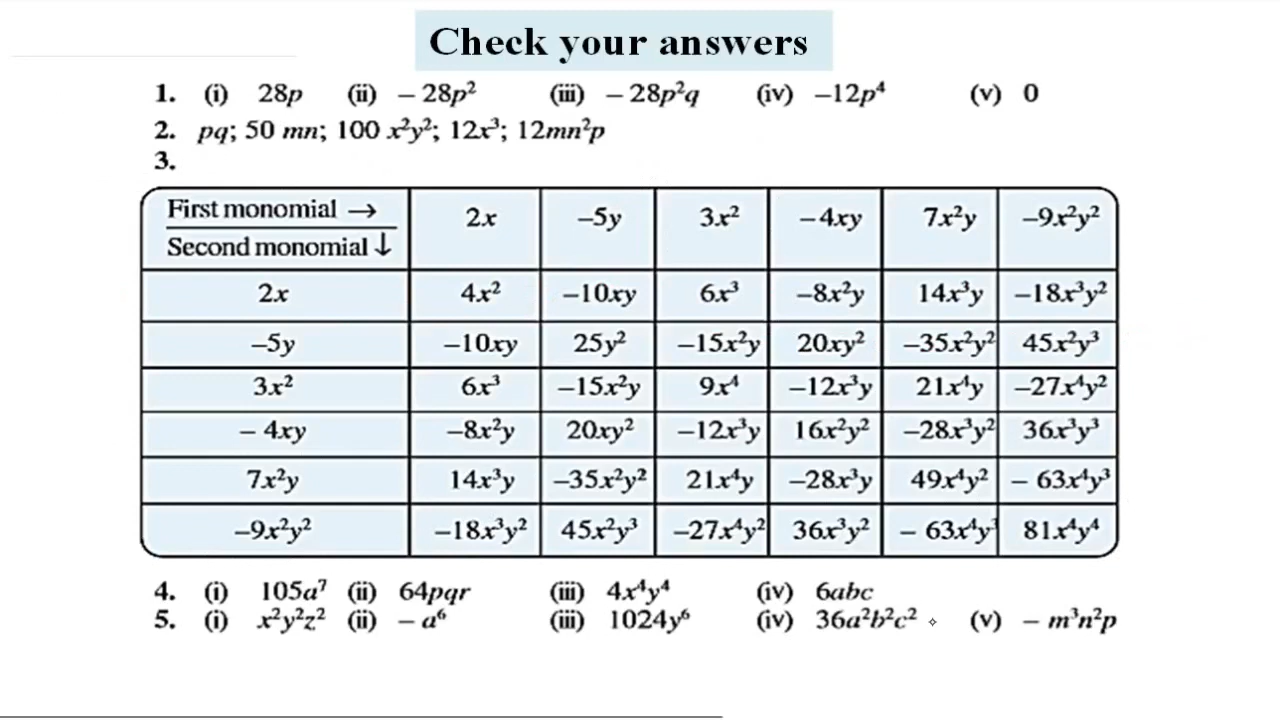 Check your answers
1. (i) 28p (ii) – 28p² (iii) – 28p²q (iv) –12p⁴ (v) 0
2. pq; 50 mn; 100 x²y²; 12x³; 12mn²p
3.
First monomial → 2x –5y 3x² – 4xy 7x²y –9x²y²
Second monomial ↓
2x 4x² –10xy 6x³ –8x²y 14x³y –18x³y²
–5y –10xy 25y² –15x²y 20xy² –35x²y² 45x²y³
3x² 6x³ –15x²y 9x⁴ –12x³y 21x⁴y –27x⁴y²
– 4xy –8x²y 20xy² –12x³y 16x²y² –28x³y² 36x³y³
7x²y 14x³y –35x²y² 21x⁴y –28x³y 49x⁴y² – 63x⁴y³
–9x²y² –18x³y² 45x²y³ –27x⁴y² 36x³y² – 63x⁴y³ 81x⁴y⁴
4. (i) 105a⁷ (ii) 64pqr (iii) 4x⁴y⁴ (iv) 6abc
5. (i) x²y²z² (ii) – a⁶ (iii) 1024y⁶ (iv) 36a²b²c² (v) – m³n²p